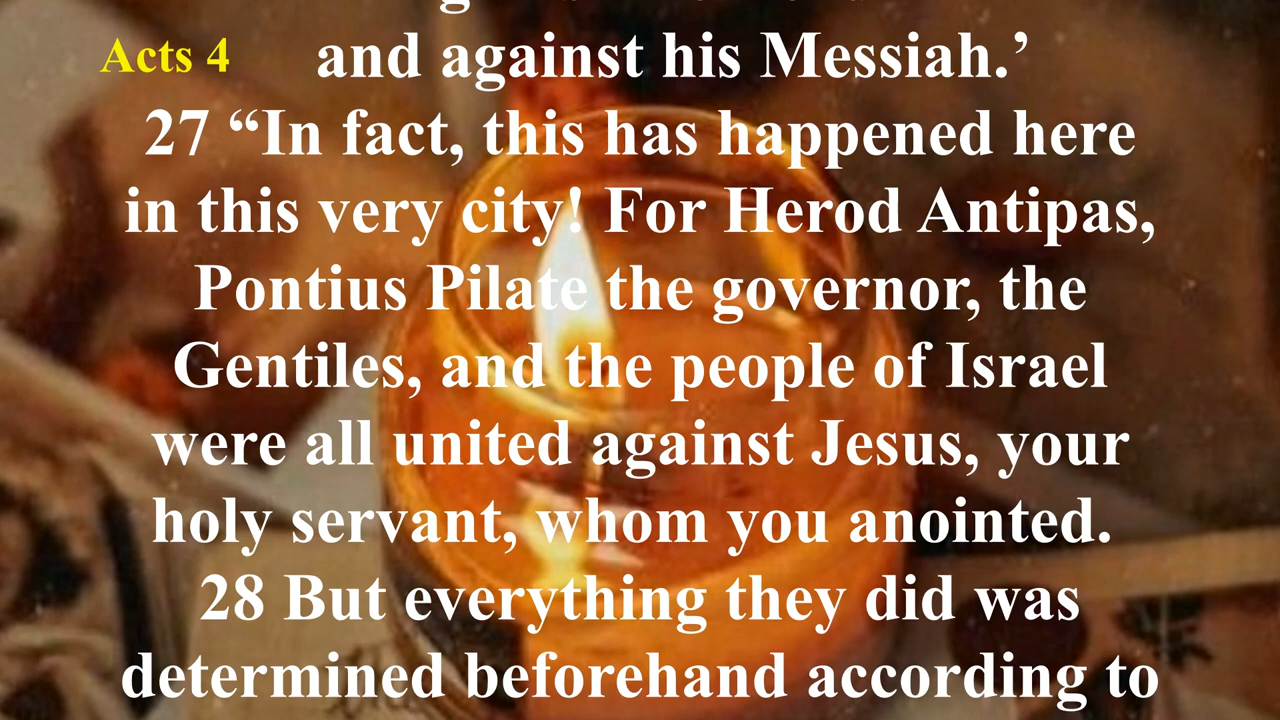 Acts 4
and against his Messiah.’
27 “In fact, this has happened here
in this very city! For Herod Antipas,
Pontius Pilate the governor, the
Gentiles, and the people of Israel
were all united against Jesus, your
holy servant, whom you anointed.
28 But everything they did was
determined beforehand according to